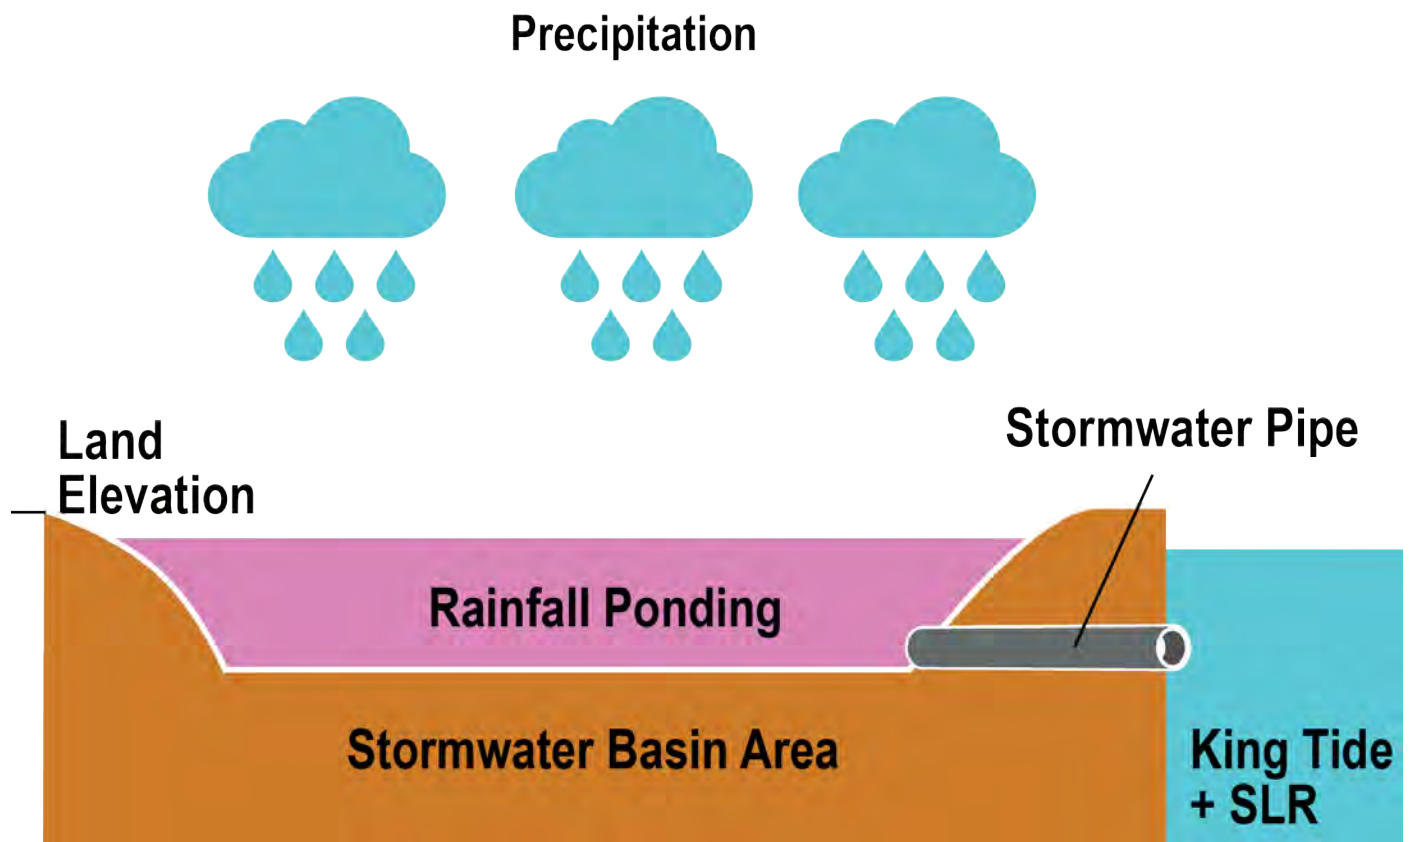 Precipitation
Land
Elevation
Stormwater Pipe
Rainfall Ponding
Stormwater Basin Area
King Tide
+ SLR